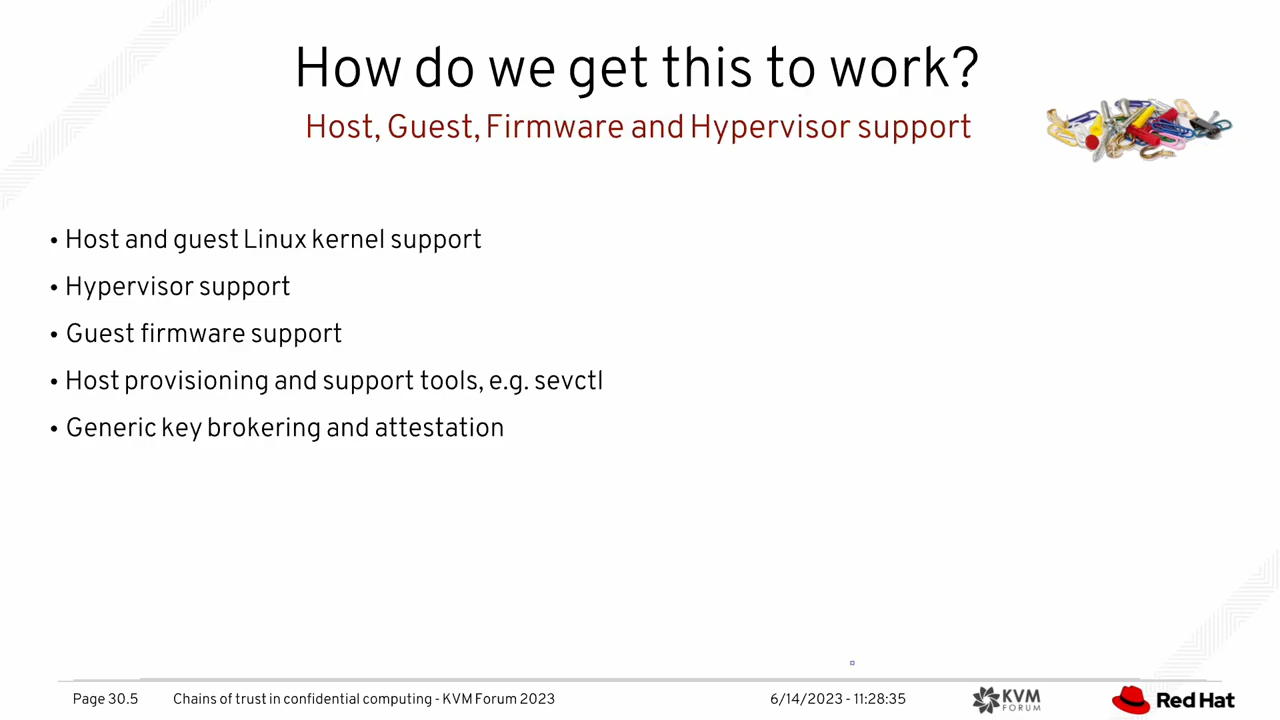 How do we get this to work?
Host, Guest, Firmware and Hypervisor support
• Host and guest Linux kernel support
• Hypervisor support
• Guest firmware support
• Host provisioning and support tools, e.g. sevctl
• Generic key brokering and attestation
Page 30.5 Chains of trust in confidential computing - KVM Forum 2023 6/14/2023 - 11:28:35 KVM FORUM Red Hat